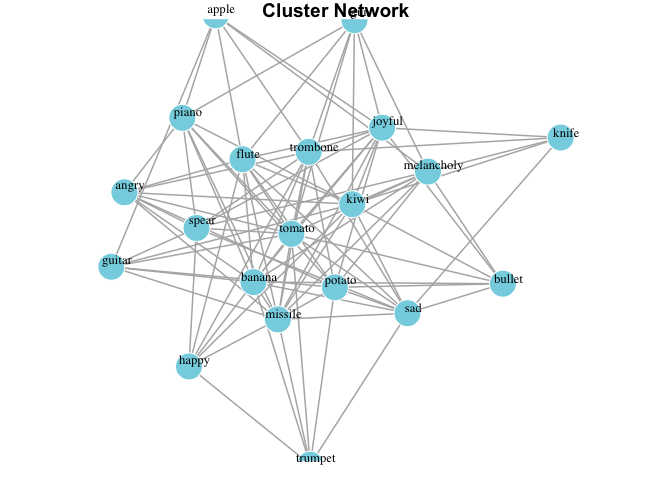 apple
Cluster Network
piano
joyful
knife
trombone
flute
melancholy
angry
kiwi
spear
tomato
guitar
banana
potato
bullet
missile
sad
happy
trumpet